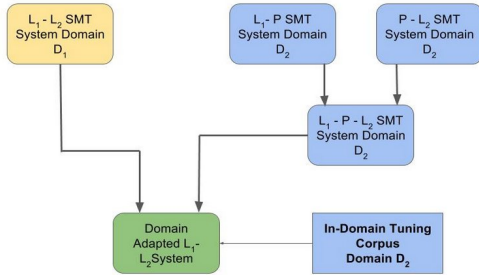 L₁ - L₂ SMT
System Domain
D₁
L₁ - P SMT
System Domain
D₂
P - L₂ SMT
System Domain
D₂
L₁ - P - L₂ SMT
System Domain
D₂
Domain
Adapted L₁-
L₂System
In-Domain Tuning
Corpus
Domain D₂